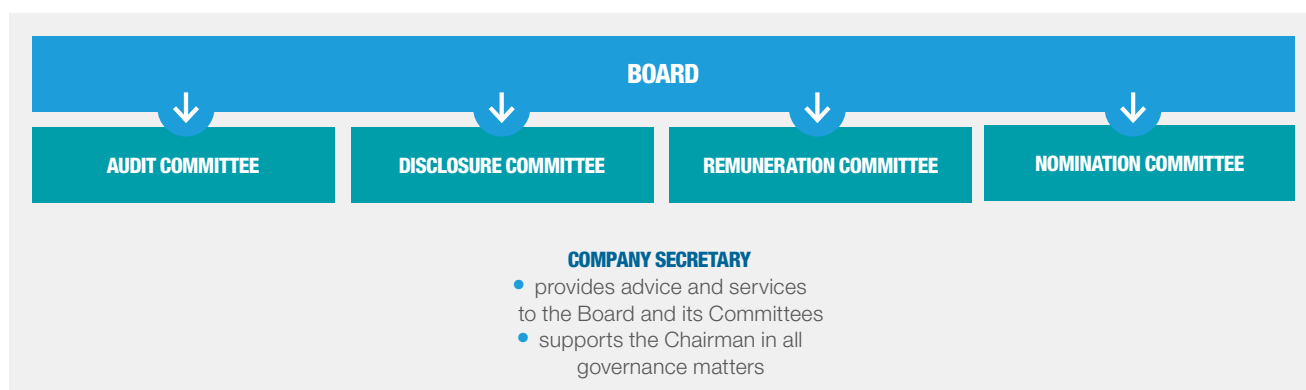 BOARD
AUDIT COMMITTEE
DISCLOSURE COMMITTEE
REMUNERATION COMMITTEE
NOMINATION COMMITTEE
COMPANY SECRETARY
• provides advice and services
to the Board and its Committees
• supports the Chairman in all
governance matters